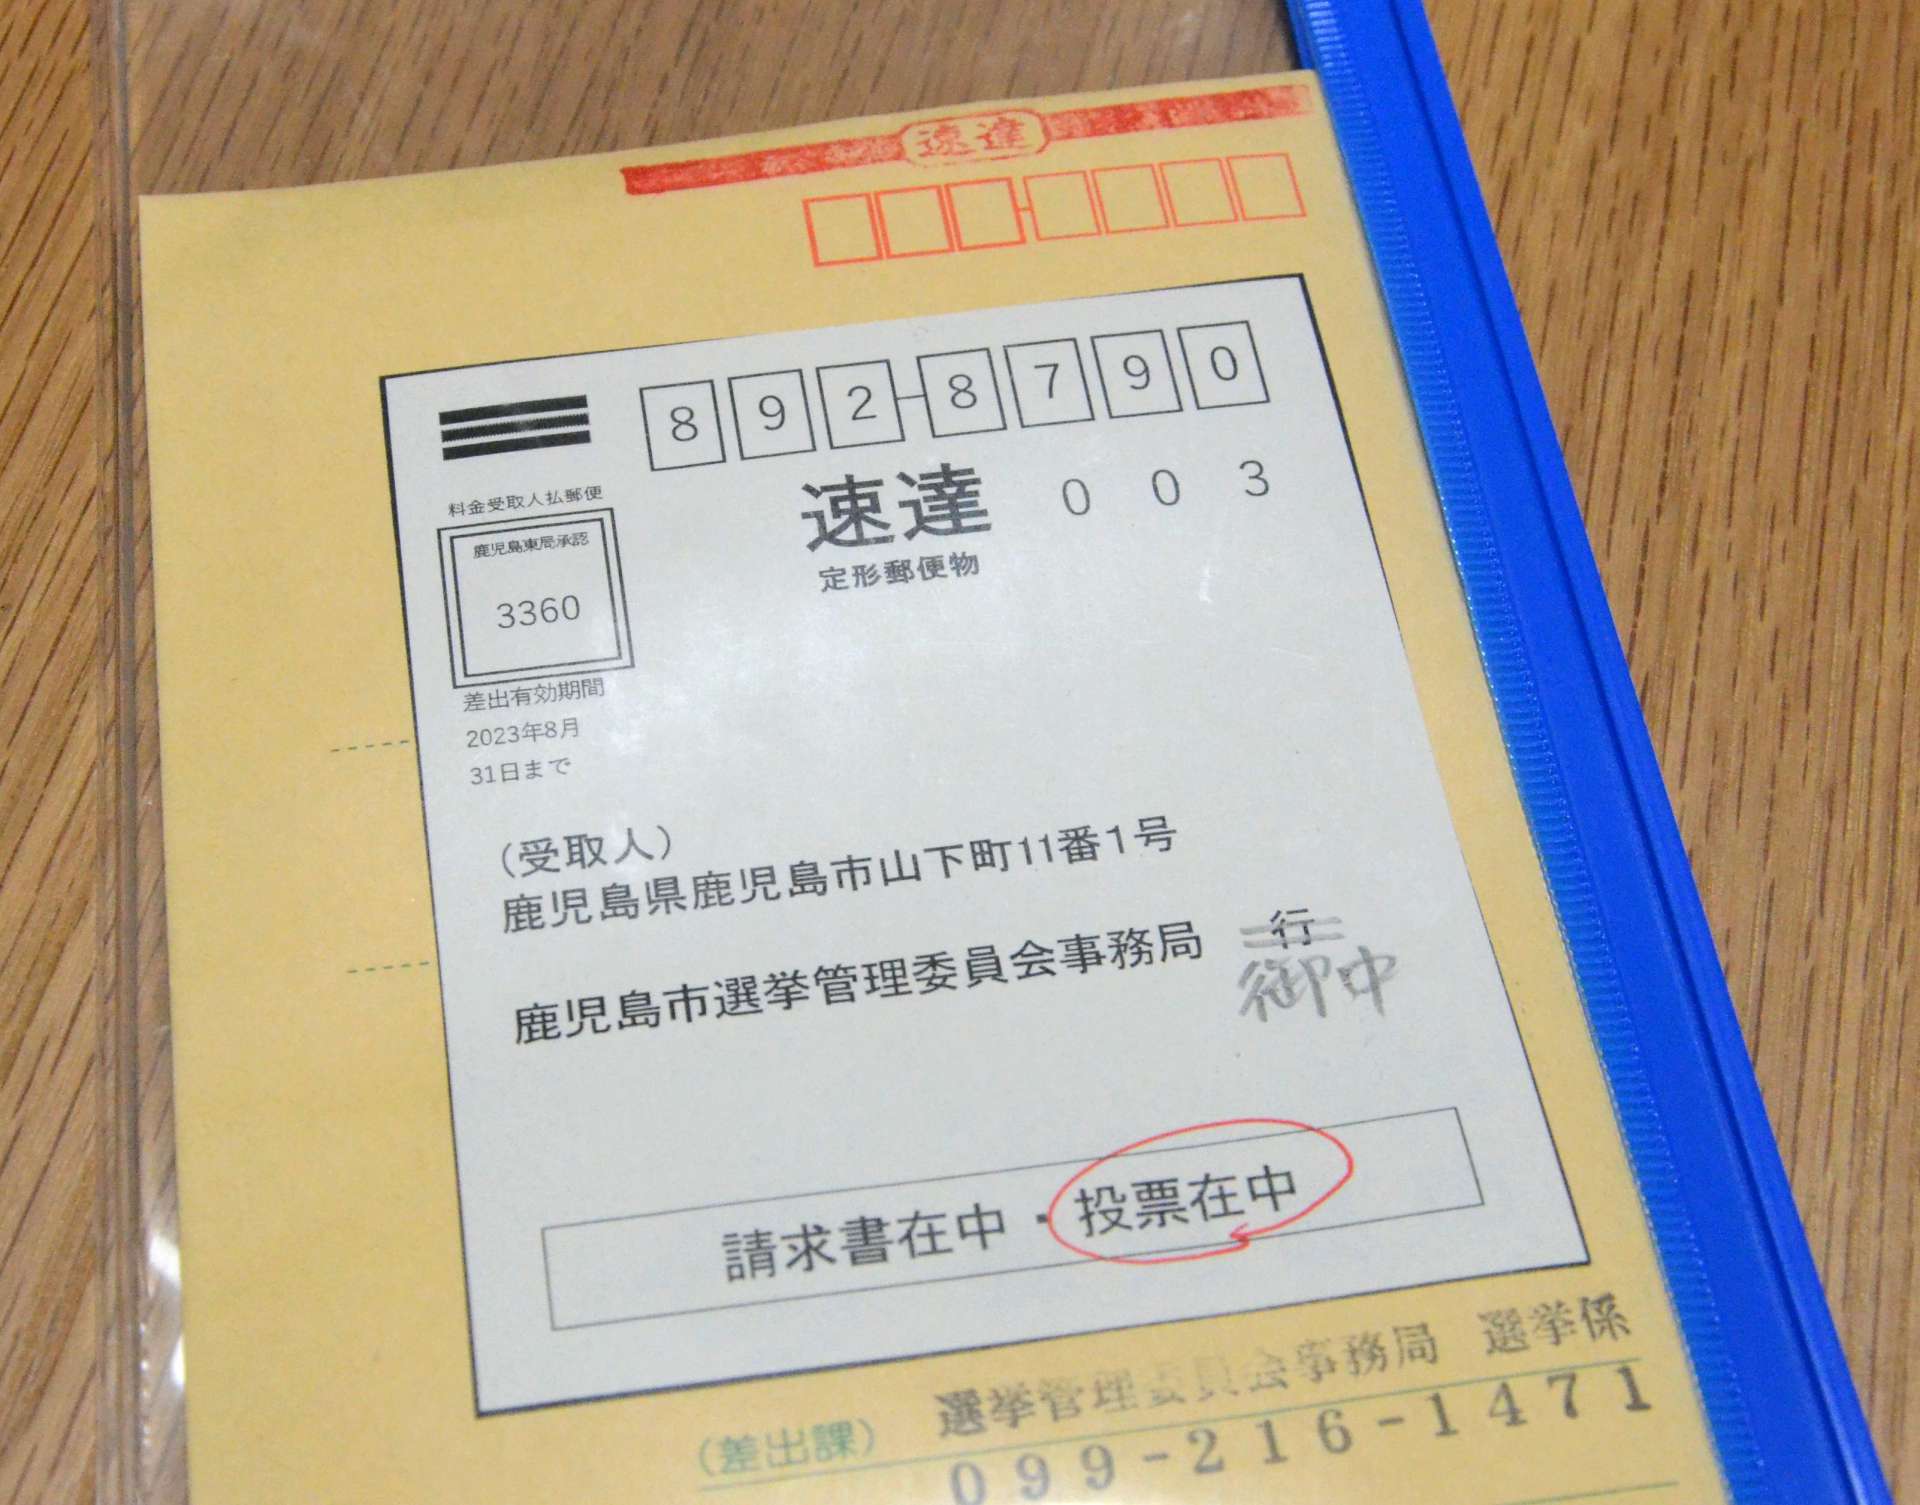 速達
892-8790
料金受取人払郵便
速達 003
鹿児島東局承認
定形郵便物
3360
差出有効期間
2023年8月
31日まで
(受取人)
鹿児島県鹿児島市山下町11番1号
鹿児島市選挙管理委員会事務局 行
御中
請求書在中・投票在中
選挙管理委員会事務局 選挙係
(差出課)
099-216-1471